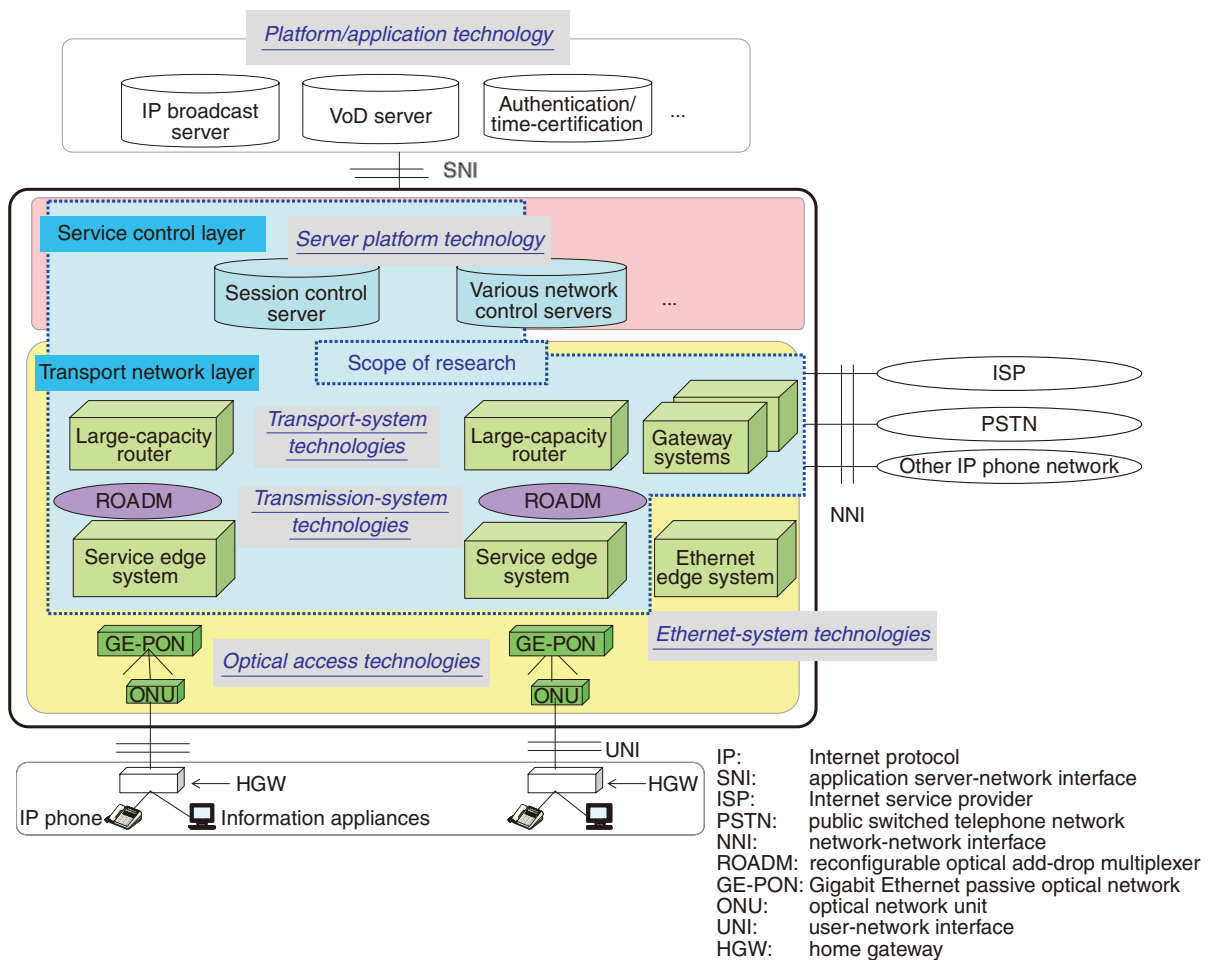 Platform/application technology
IP broadcast
server
VoD server
Authentication/
time-certification
...
SNI
Service control layer
Server platform technology
Session control
server
Various network
control servers
...
Scope of research
Transport network layer
Large-capacity
router
Transport-system
technologies
Large-capacity
router
Gateway
systems
ISP
PSTN
Other IP phone network
NNI
ROADM
Transmission-system
technologies
ROADM
Service edge
system
Service edge
system
Ethernet
edge system
Ethernet-system technologies
GE-PON
Optical access technologies
GE-PON
ONU
ONU
UNI
HGW
HGW
IP phone
Information appliances
IP: Internet protocol
SNI: application server-network interface
ISP: Internet service provider
PSTN: public switched telephone network
NNI: network-network interface
ROADM: reconfigurable optical add-drop multiplexer
GE-PON: Gigabit Ethernet passive optical network
ONU: optical network unit
UNI: user-network interface
HGW: home gateway